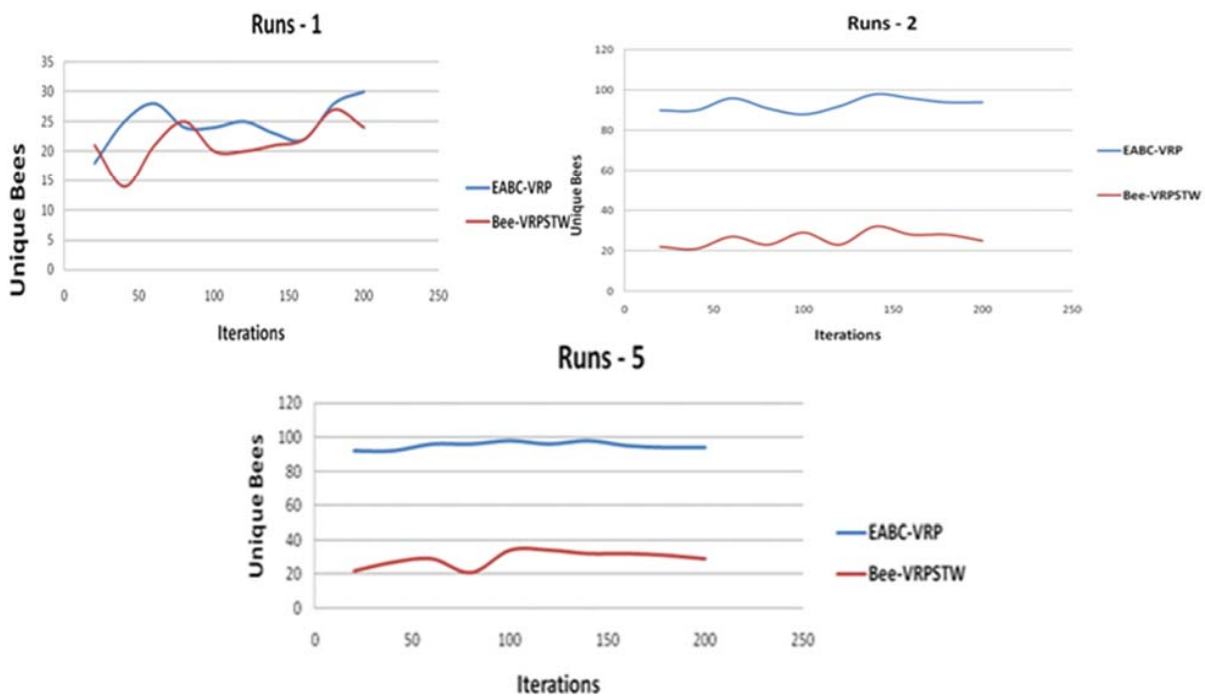 Runs - 1
35
30
25
20
15
10
5
0
Unique Bees
0 50 100 150 200 250
Iterations
EABC-VRP
Bee-VRPSTW
Runs - 2
120
100
80
60
40
20
0
Unique Bees
0 50 100 150 200 250
Iterations
EABC-VRP
Bee-VRPSTW
Runs - 5
120
100
80
60
40
20
0
Unique Bees
0 50 100 150 200 250
Iterations
EABC-VRP
Bee-VRPSTW